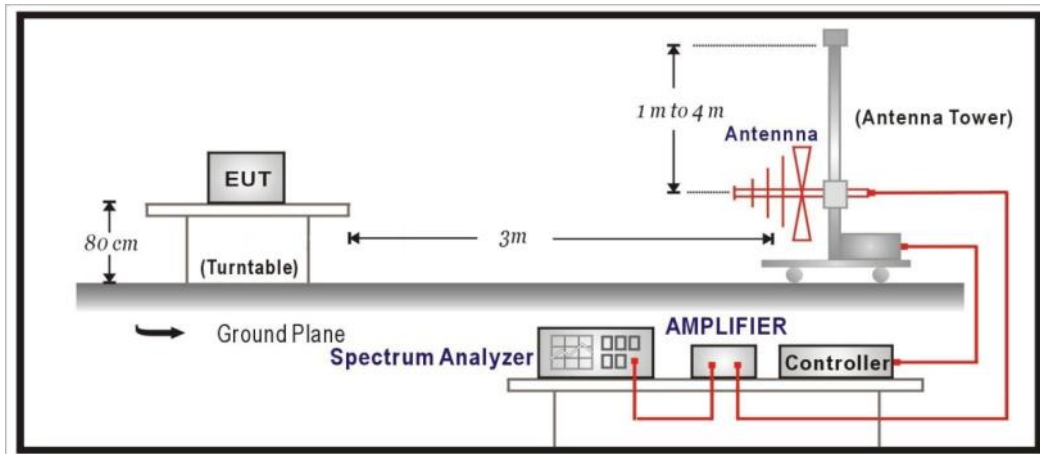 1 m to 4 m
(Antenna Tower)
Antennna
EUT
80 cm
3m
(Turntable)
Ground Plane
AMPLIFIER
Spectrum Analyzer
Controller